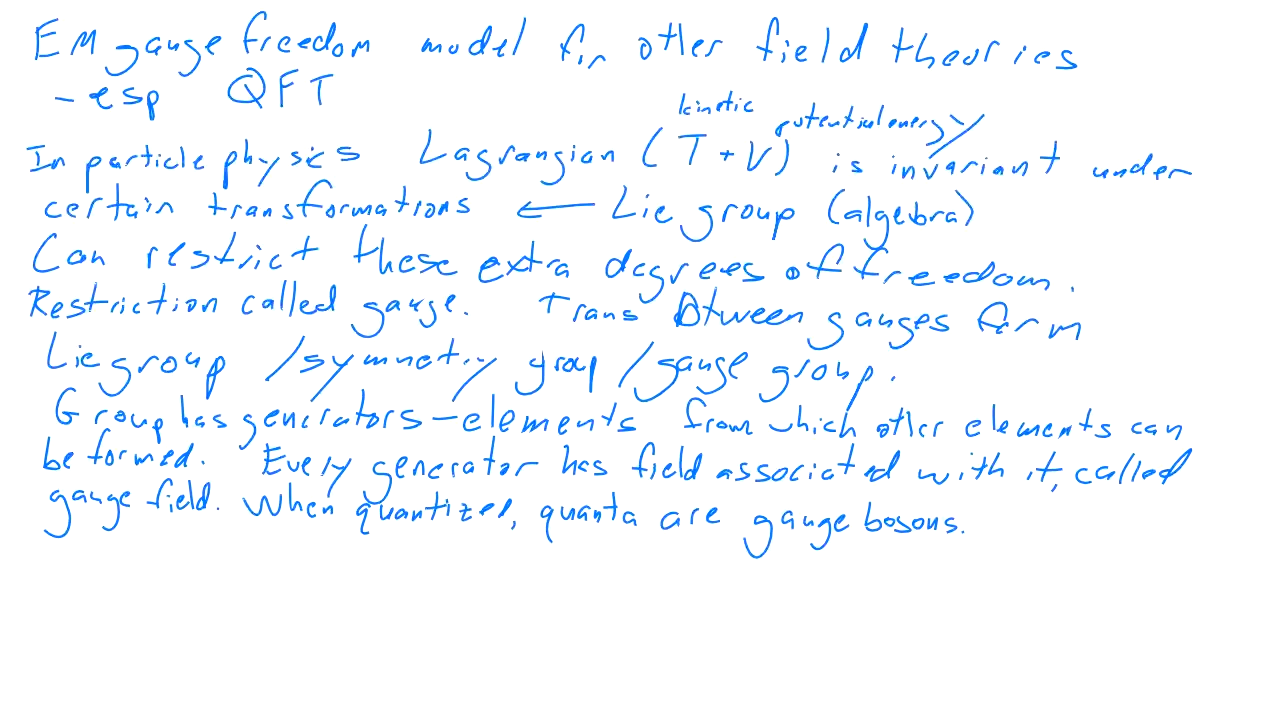 EM gauge freedom model for other field theories
- esp QFT
kinetic potential energy
In particle physics Lagrangian (T + V) is invariant under
certain transformations ← Lie group (algebra)
Can restrict these extra degrees of freedom.
Restriction called gauge. Trans btween gauges form
Lie group / symmetry group / gauge group.
Group has generators - elements from which other elements can
be formed. Every generator has field associated with it, called
gauge field. When quantized, quanta are gauge bosons.